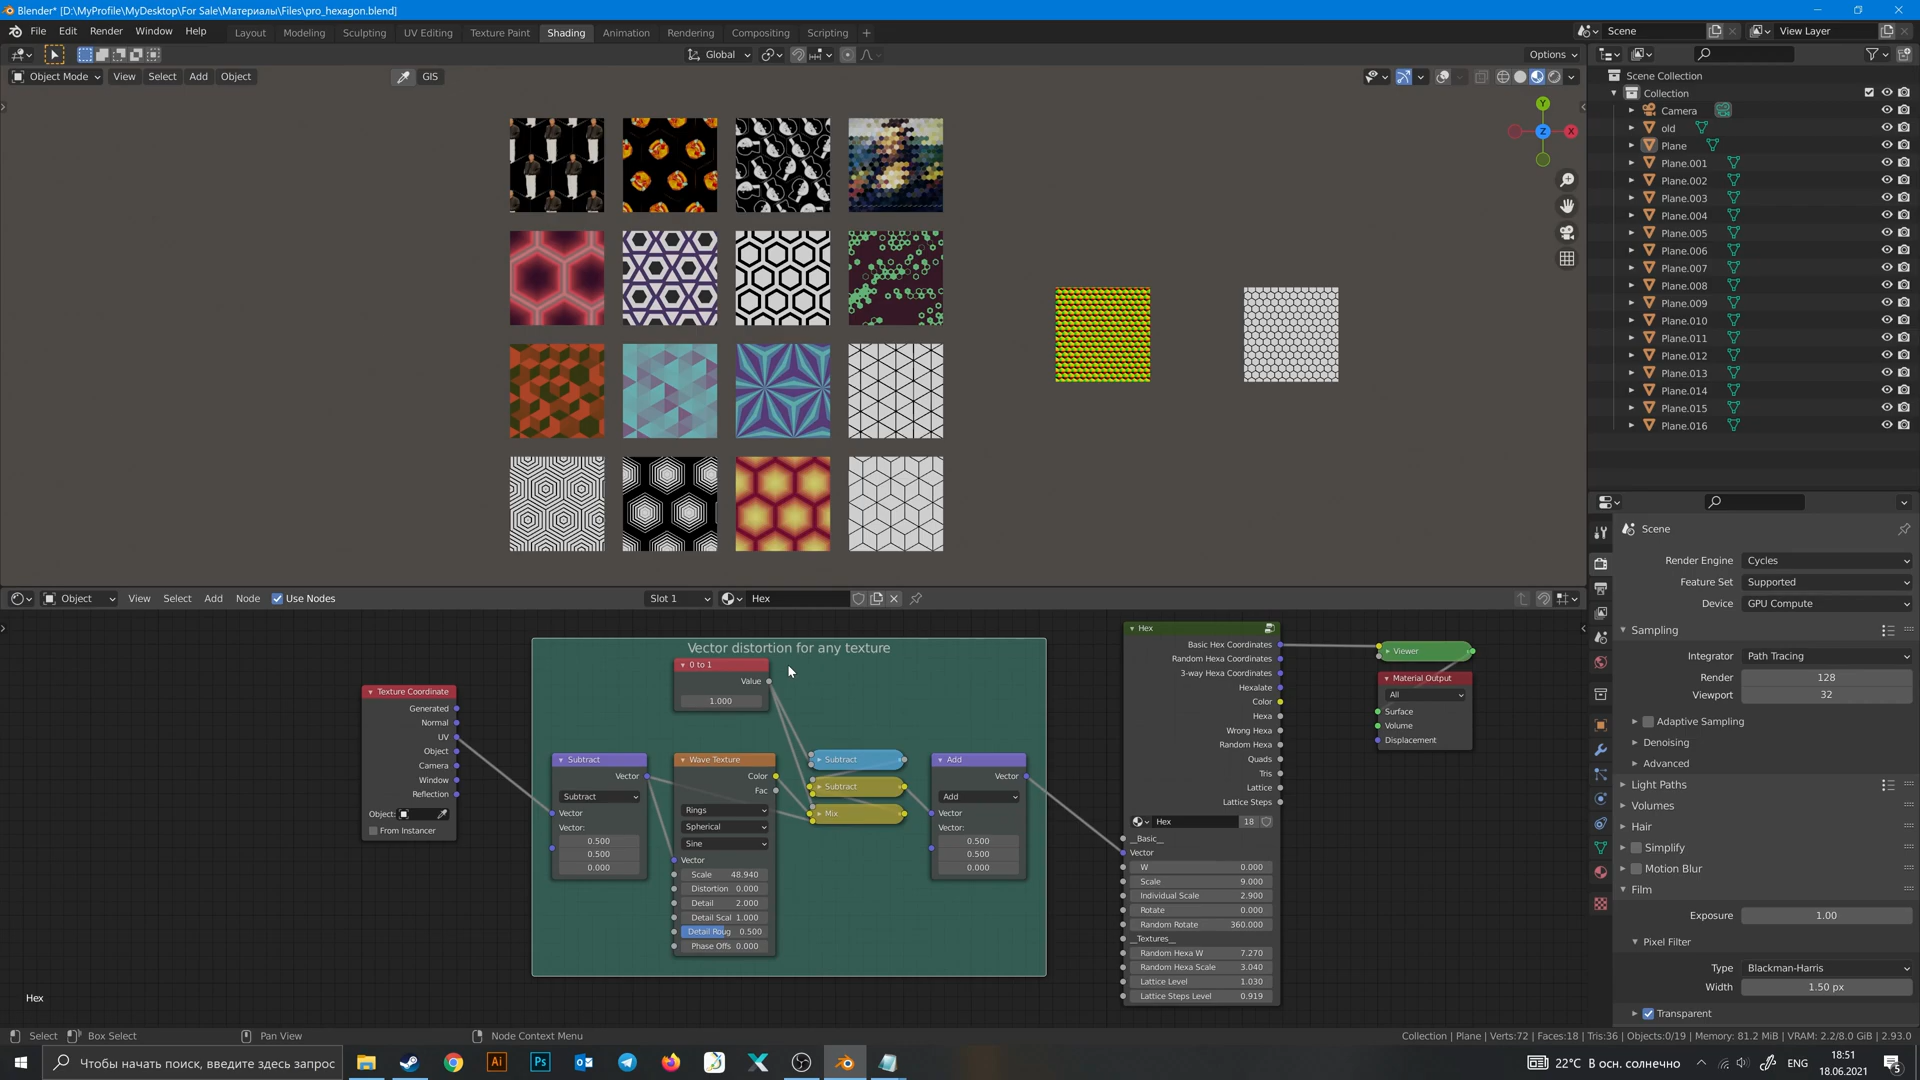 Blender* [D:\MyProfile\MyDesktop\For Sale\Материалы\Files\pro_hexagon.blend]
File Edit Render Window Help
Layout Modeling Sculpting UV Editing Texture Paint Shading Animation Rendering Compositing Scripting +
Scene
View Layer
Global
Options
Object Mode View Select Add Object
GIS
Y
Z
X
Scene Collection
Collection
Camera
old
Plane
Plane.001
Plane.002
Plane.003
Plane.004
Plane.005
Plane.006
Plane.007
Plane.008
Plane.009
Plane.010
Plane.011
Plane.012
Plane.013
Plane.014
Plane.015
Plane.016
Scene
Render Engine Cycles
Feature Set Supported
Device GPU Compute
Sampling
Integrator Path Tracing
Render 128
Viewport 32
Adaptive Sampling
Denoising
Advanced
Light Paths
Volumes
Hair
Simplify
Motion Blur
Film
Exposure 1.00
Pixel Filter
Type Blackman-Harris
Width 1.50 px
Transparent
Object View Select Add Node Use Nodes
Slot 1
Hex
Texture Coordinate
Generated
Normal
UV
Object
Camera
Window
Reflection
Object:
From Instancer
Vector distortion for any texture
0 to 1
Value
1.000
Subtract
Vector
Subtract
Vector
Vector:
0.500
0.500
0.000
Wave Texture
Color
Fac
Rings
Spherical
Sine
Vector
Scale 48.940
Distortion 0.000
Detail 2.000
Detail Scal 1.000
Detail Roug 0.500
Phase Offs 0.000
Subtract
Subtract
Mix
Add
Vector
Add
Vector
Vector:
0.500
0.500
0.000
Hex
Basic Hex Coordinates
Random Hexa Coordinates
3-way Hexa Coordinates
Hexalate
Color
Hexa
Wrong Hexa
Random Hexa
Quads
Tris
Lattice
Lattice Steps
Hex 18
__Basic__
Vector
W 0.000
Scale 9.000
Individual Scale 2.900
Rotate 0.000
Random Rotate 360.000
__Textures__
Random Hexa W 7.270
Random Hexa Scale 3.040
Lattice Level 1.030
Lattice Steps Level 0.919
Viewer
Material Output
All
Surface
Volume
Displacement
Hex
Select Box Select Pan View Node Context Menu
Collection | Plane | Verts:72 | Faces:18 | Tris:36 | Objects:0/19 | Memory: 81.2 MiB | VRAM: 2.2/8.0 GiB | 2.93.0
Чтобы начать поиск, введите здесь запрос
Ai
Ps
22°C В осн. солнечно
ENG
18:51
18.06.2021
5